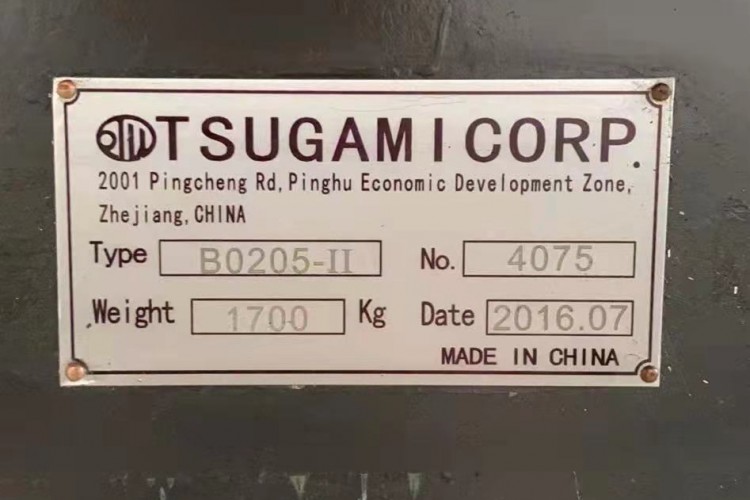 TSUGAMI CORP.
2001 Pingcheng Rd, Pinghu Economic Development Zone,
Zhejiang, CHINA
Type B0205-II No. 4075
Weight 1700 Kg Date 2016.07
MADE IN CHINA